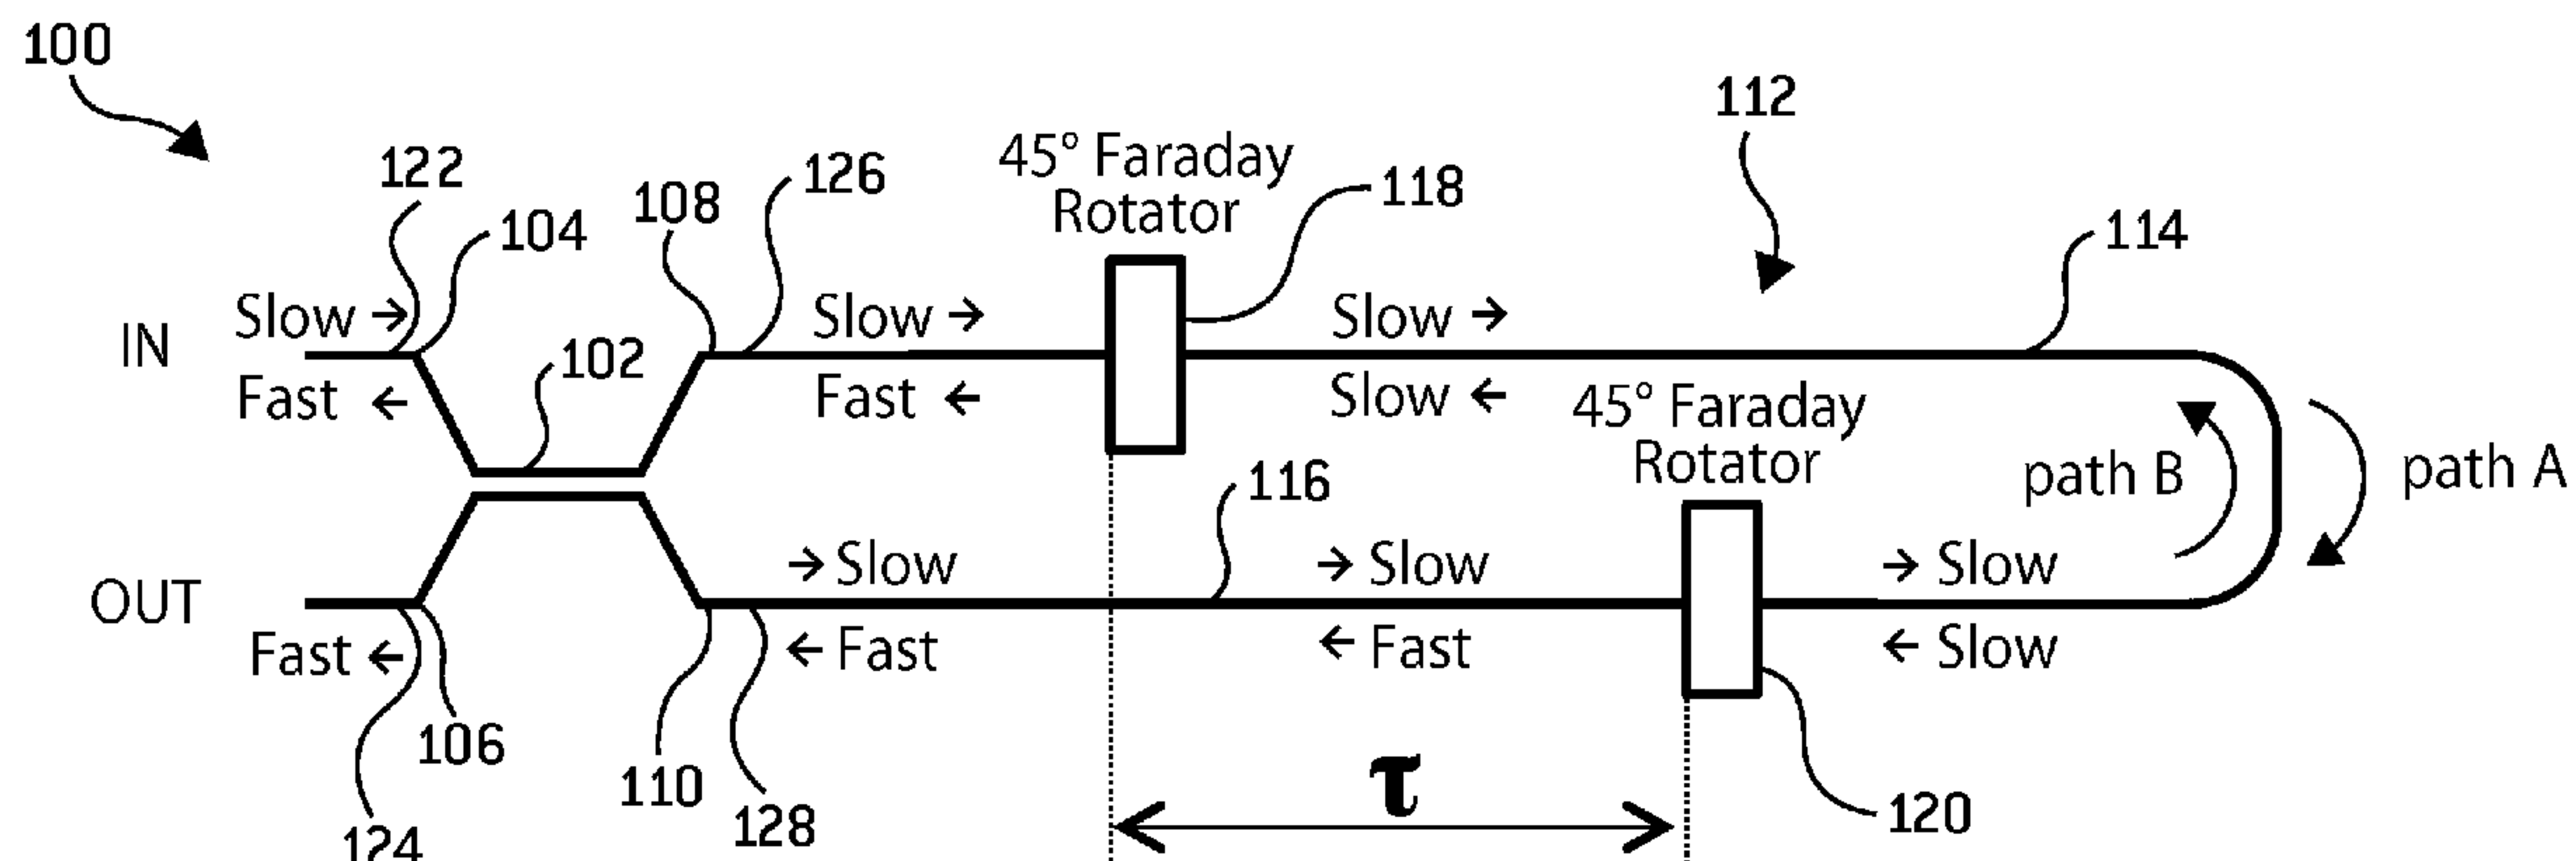 100
112
122
45° Faraday
Rotator
126
118
108
104
114
Slow →
Slow →
Slow →
IN
102
Fast ←
Fast ←
Slow ←
45° Faraday
Rotator
path B
path A
116
→ Slow
→ Slow
→ Slow
OUT
Fast ←
← Fast
← Fast
← Slow
106
110
128
124
τ
120